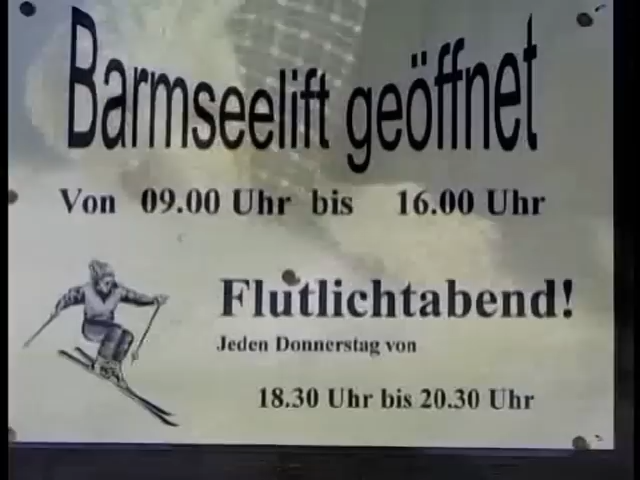 Barmseelift geöffnet
Von 09.00 Uhr bis 16.00 Uhr
Flutlichtabend!
Jeden Donnerstag von
18.30 Uhr bis 20.30 Uhr